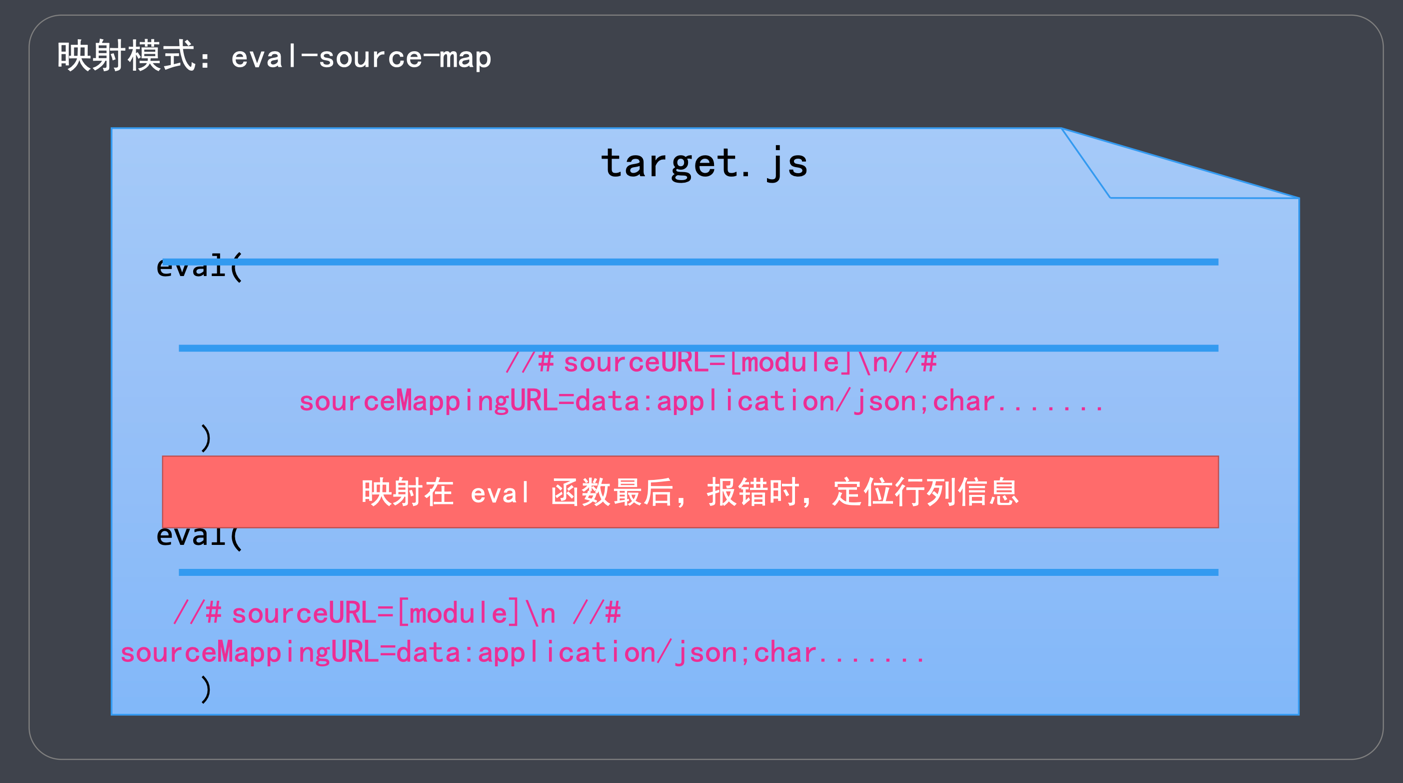 映射模式：eval-source-map
target.js
eval(
//# sourceURL=[module]\n//#
sourceMappingURL=data:application/json;char.......
)
映射在 eval 函数最后，报错时，定位行列信息
eval(
//# sourceURL=[module]\n //#
sourceMappingURL=data:application/json;char.......
)